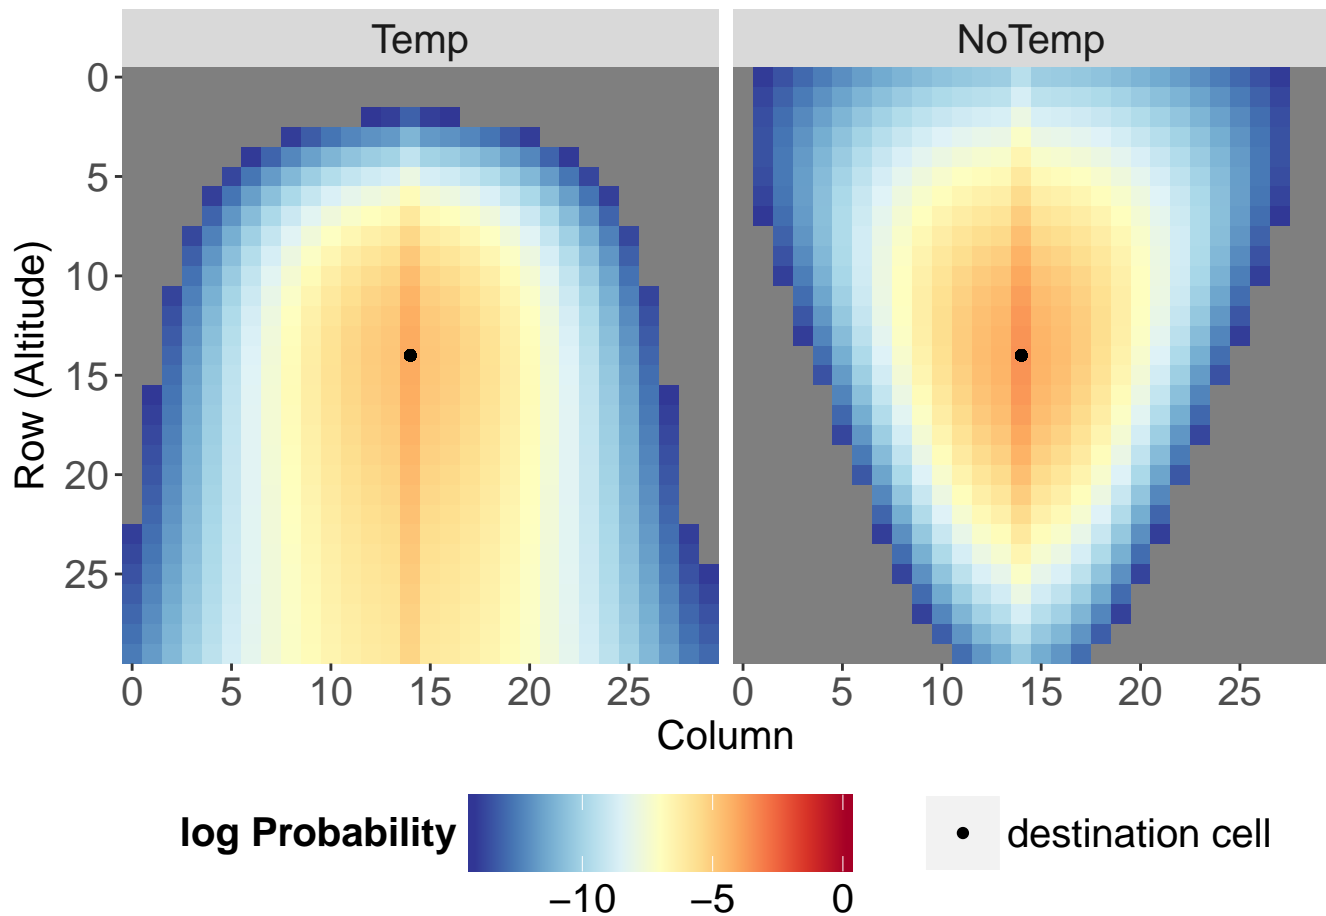 Temp NoTemp
0
5
10
15
20
25
Row (Altitude)
0 5 10 15 20 25 0 5 10 15 20 25
Column
log Probability
−10 −5 0
destination cell